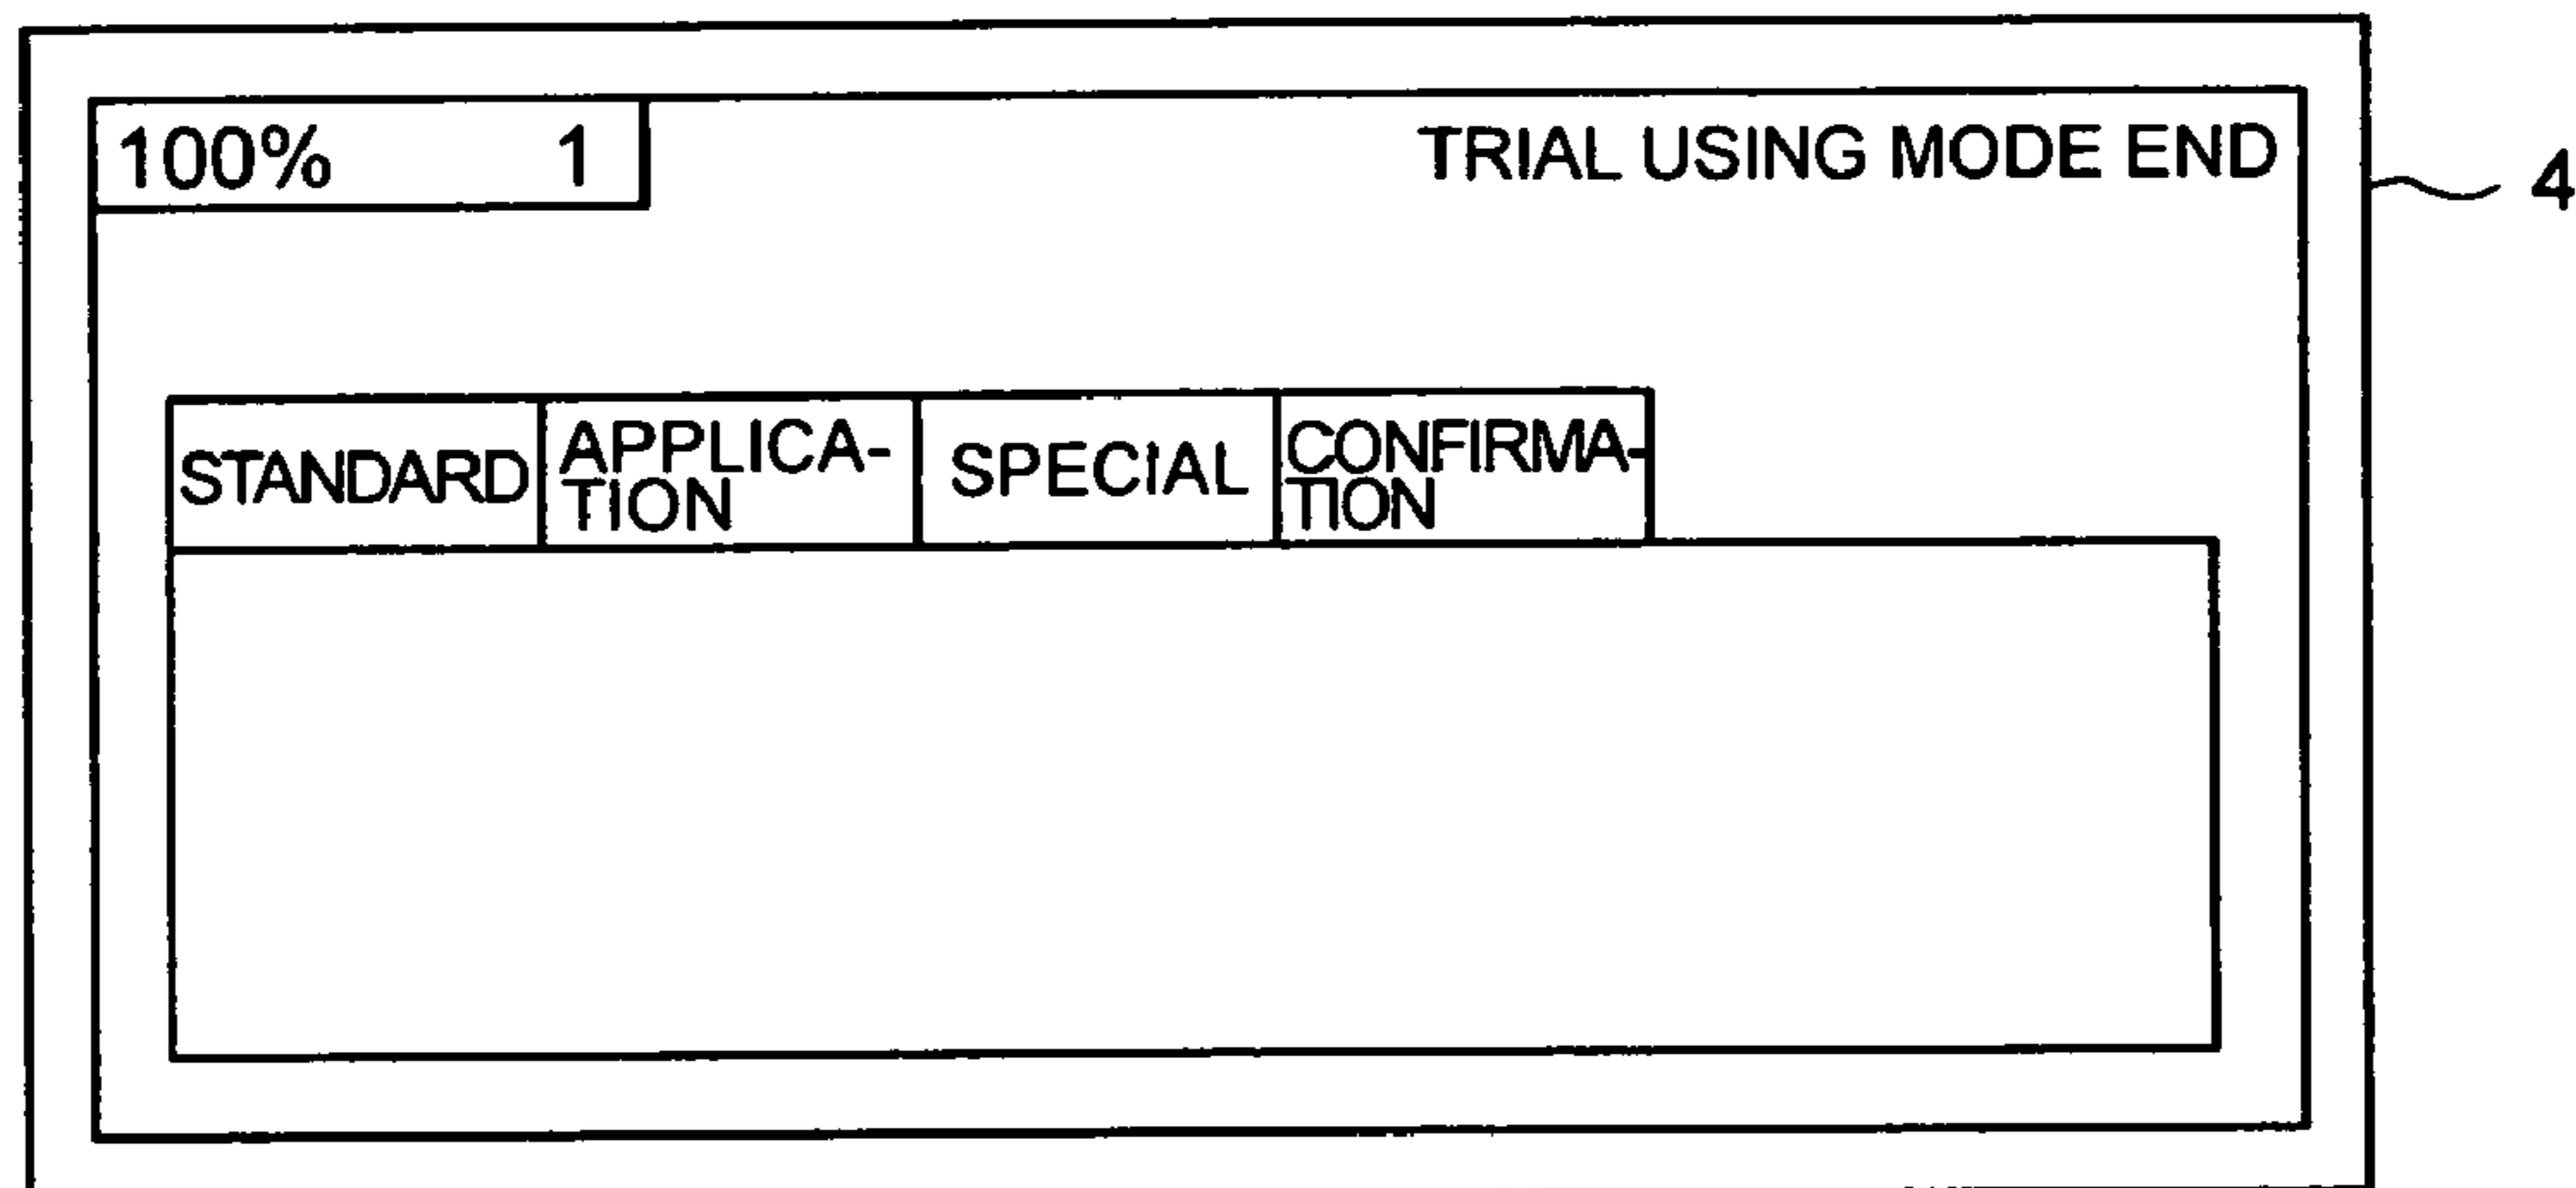 100% 1 TRIAL USING MODE END
4
STANDARD APPLICA-
TION SPECIAL CONFIRMA-
TION